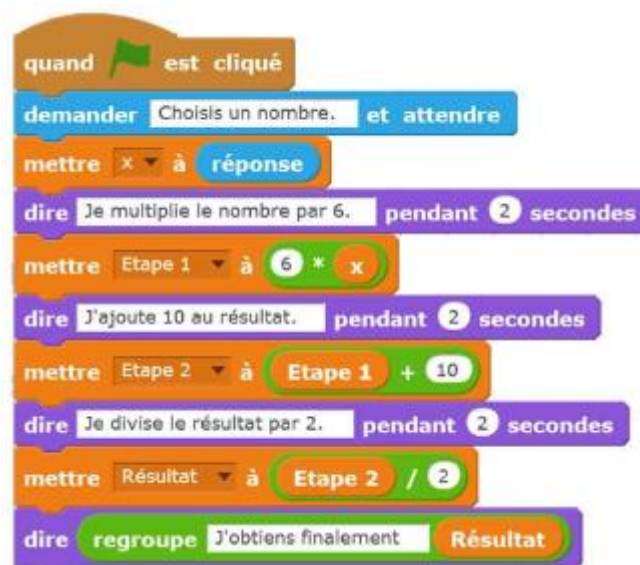 quand est cliqué
demander Choisis un nombre. et attendre
mettre x à réponse
dire Je multiplie le nombre par 6. pendant 2 secondes
mettre Etape 1 à 6 * x
dire J'ajoute 10 au résultat. pendant 2 secondes
mettre Etape 2 à Etape 1 + 10
dire Je divise le résultat par 2. pendant 2 secondes
mettre Résultat à Etape 2 / 2
dire regroupe J'obtiens finalement Résultat